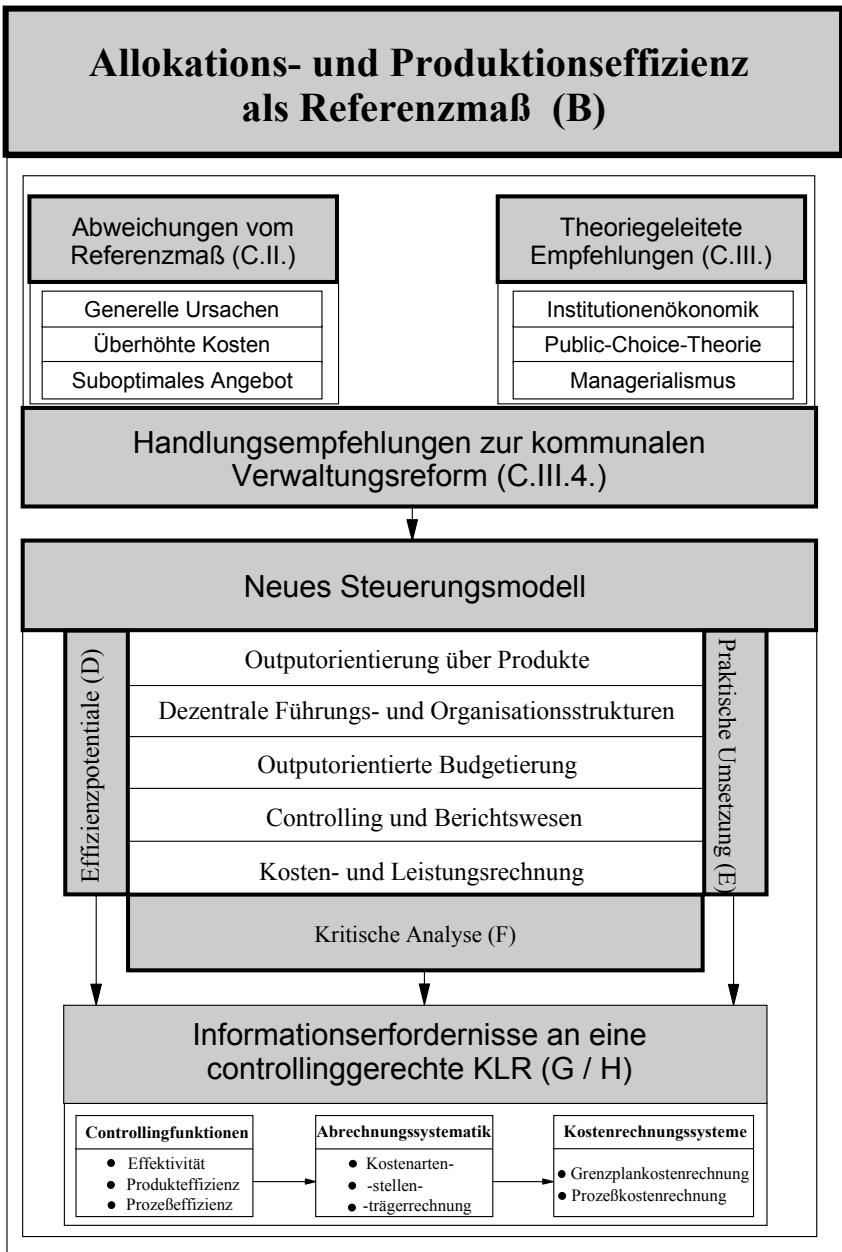 Allokations- und Produktionseffizienz
als Referenzmaß (B)
Abweichungen vom
Referenzmaß (C.II.)
Generelle Ursachen
Überhöhte Kosten
Suboptimales Angebot
Theoriegeleitete
Empfehlungen (C.III.)
Institutionenökonomik
Public-Choice-Theorie
Managerialismus
Handlungsempfehlungen zur kommunalen
Verwaltungsreform (C.III.4.)
Neues Steuerungsmodell
Effizienzpotentiale (D)
Outputorientierung über Produkte
Dezentrale Führungs- und Organisationsstrukturen
Outputorientierte Budgetierung
Controlling und Berichtswesen
Kosten- und Leistungsrechnung
Praktische Umsetzung (E)
Kritische Analyse (F)
Informationserfordernisse an eine
controllinggerechte KLR (G / H)
Controllingfunktionen
● Effektivität
● Produkteffizienz
● Prozeßeffizienz
Abrechnungssystematik
● Kostenarten-
● -stellen-
● -trägerrechnung
Kostenrechnungssysteme
● Grenzplankostenrechnung
● Prozeßkostenrechnung